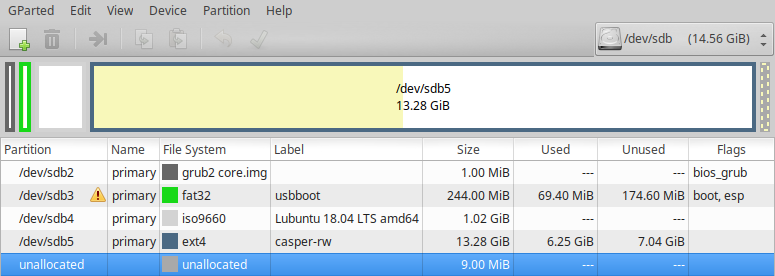 GParted Edit View Device Partition Help
/dev/sdb (14.56 GiB)
/dev/sdb5
13.28 GiB
Partition Name File System Label Size Used Unused Flags
/dev/sdb2 primary grub2 core.img 1.00 MiB --- --- bios_grub
/dev/sdb3 primary fat32 usbboot 244.00 MiB 69.40 MiB 174.60 MiB boot, esp
/dev/sdb4 primary iso9660 Lubuntu 18.04 LTS amd64 1.02 GiB --- ---
/dev/sdb5 primary ext4 casper-rw 13.28 GiB 6.25 GiB 7.04 GiB
unallocated unallocated 9.00 MiB --- ---